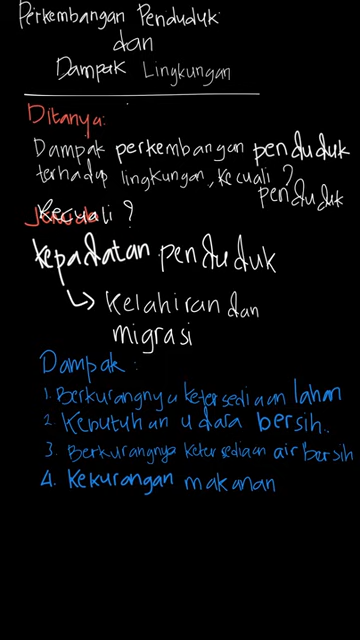 Perkembangan Penduduk
dan
Dampak Lingkungan
Ditanya:
Dampak perkembangan penduduk
terhadap lingkungan, kecuali?
penduduk
Kecuali?
kepadatan penduduk
↳ Kelahiran dan
migrasi
Dampak:
1. Berkurangnya ketersediaan lahan
2. Kebutuhan udara bersih.
3. Berkurangnya ketersediaan air bersih
4. Kekurangan makanan